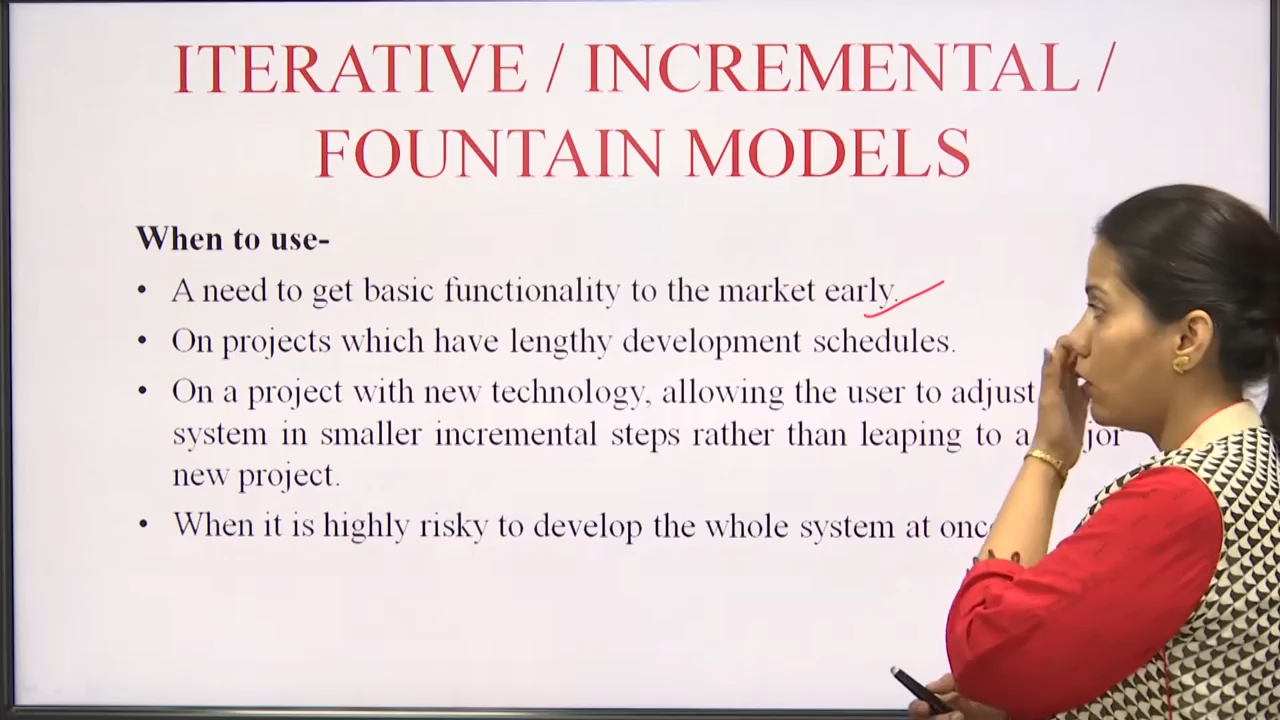 ITERATIVE / INCREMENTAL /
FOUNTAIN MODELS
When to use-
• A need to get basic functionality to the market early.
• On projects which have lengthy development schedules.
• On a project with new technology, allowing the user to adjust
system in smaller incremental steps rather than leaping to a
new project.
• When it is highly risky to develop the whole system at